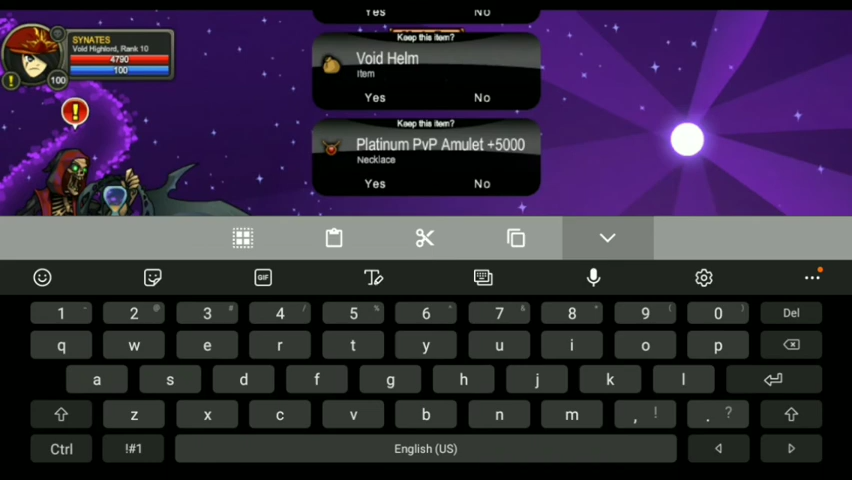 Yes No
SYNATES
Void Highlord, Rank 10
4790
100
100
Keep this item?
Void Helm
Item
Yes No
Keep this item?
Platinum PvP Amulet +5000
Necklace
Yes No
GIF
1 2 @ 3 # 4 $ 5 % 6 ^ 7 & 8 * 9 ( 0 ) Del
q w e r t y u i o p
a s d f g h j k l
z x c v b n m , ! . ?
Ctrl !#1 English (US)